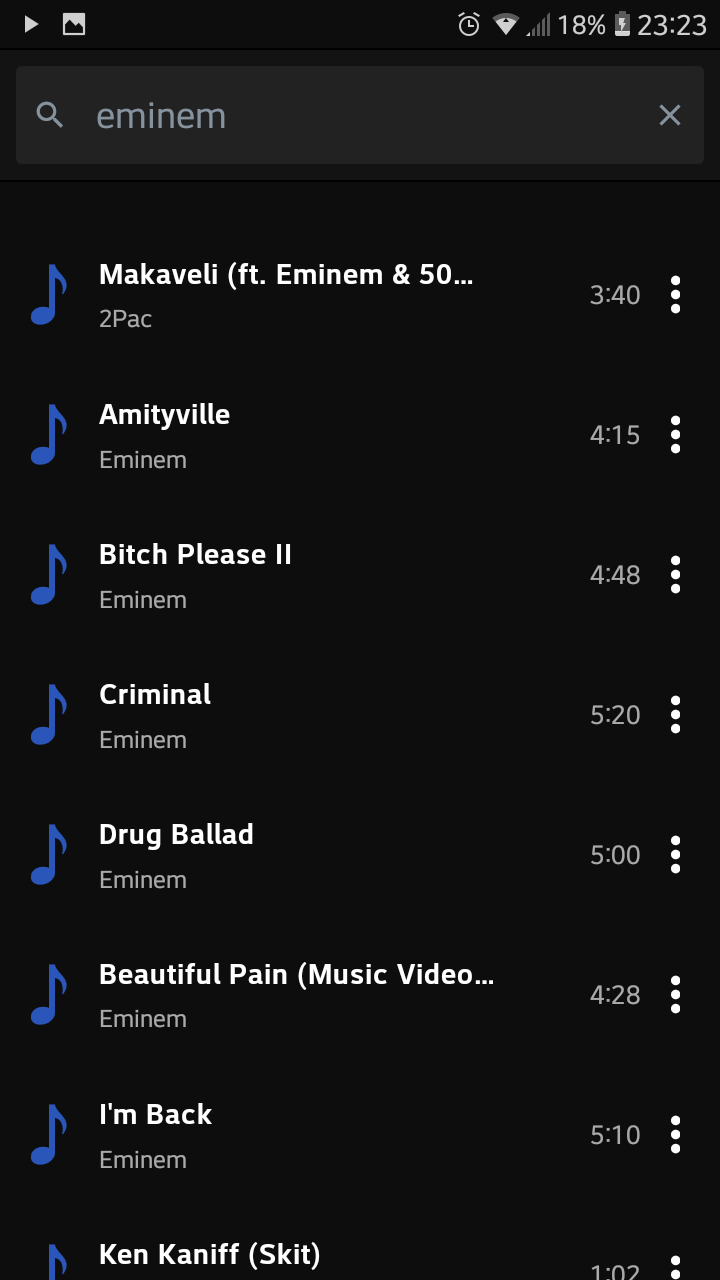 18% 23:23
eminem
Makaveli (ft. Eminem & 50...
2Pac
3:40
Amityville
Eminem
4:15
Bitch Please II
Eminem
4:48
Criminal
Eminem
5:20
Drug Ballad
Eminem
5:00
Beautiful Pain (Music Video...
Eminem
4:28
I'm Back
Eminem
5:10
Ken Kaniff (Skit)
1:02